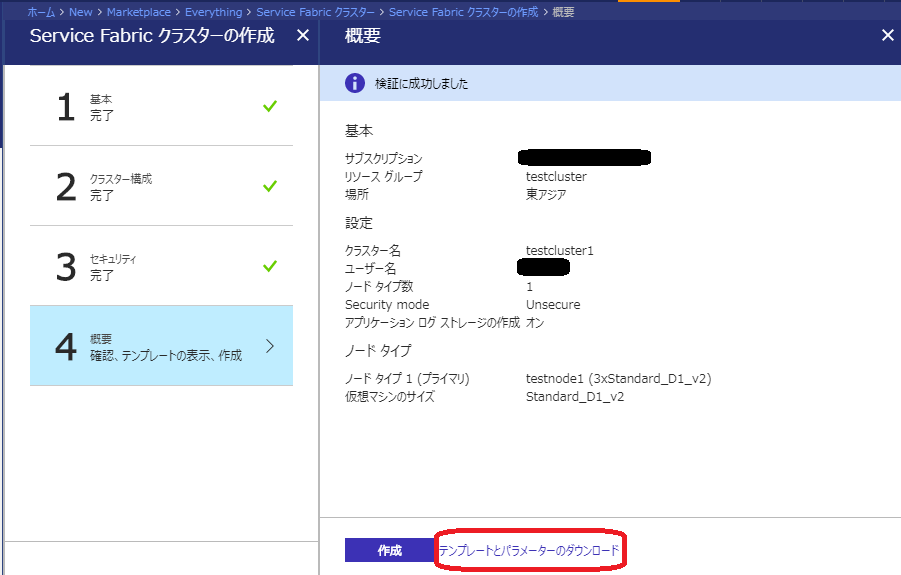 ホーム > New > Marketplace > Everything > Service Fabric クラスター > Service Fabric クラスターの作成 > 概要
Service Fabric クラスターの作成
1
基本
完了
2
クラスター構成
完了
3
セキュリティ
完了
4
概要
確認、テンプレートの表示、作成
概要
検証に成功しました
基本
サブスクリプション
リソース グループ testcluster
場所 東アジア
設定
クラスター名 testcluster1
ユーザー名
ノード タイプ数 1
Security mode Unsecure
アプリケーション ログ ストレージの作成 オン
ノード タイプ
ノード タイプ 1 (プライマリ) testnode1 (3xStandard_D1_v2)
仮想マシンのサイズ Standard_D1_v2
作成 テンプレートとパラメーターのダウンロード